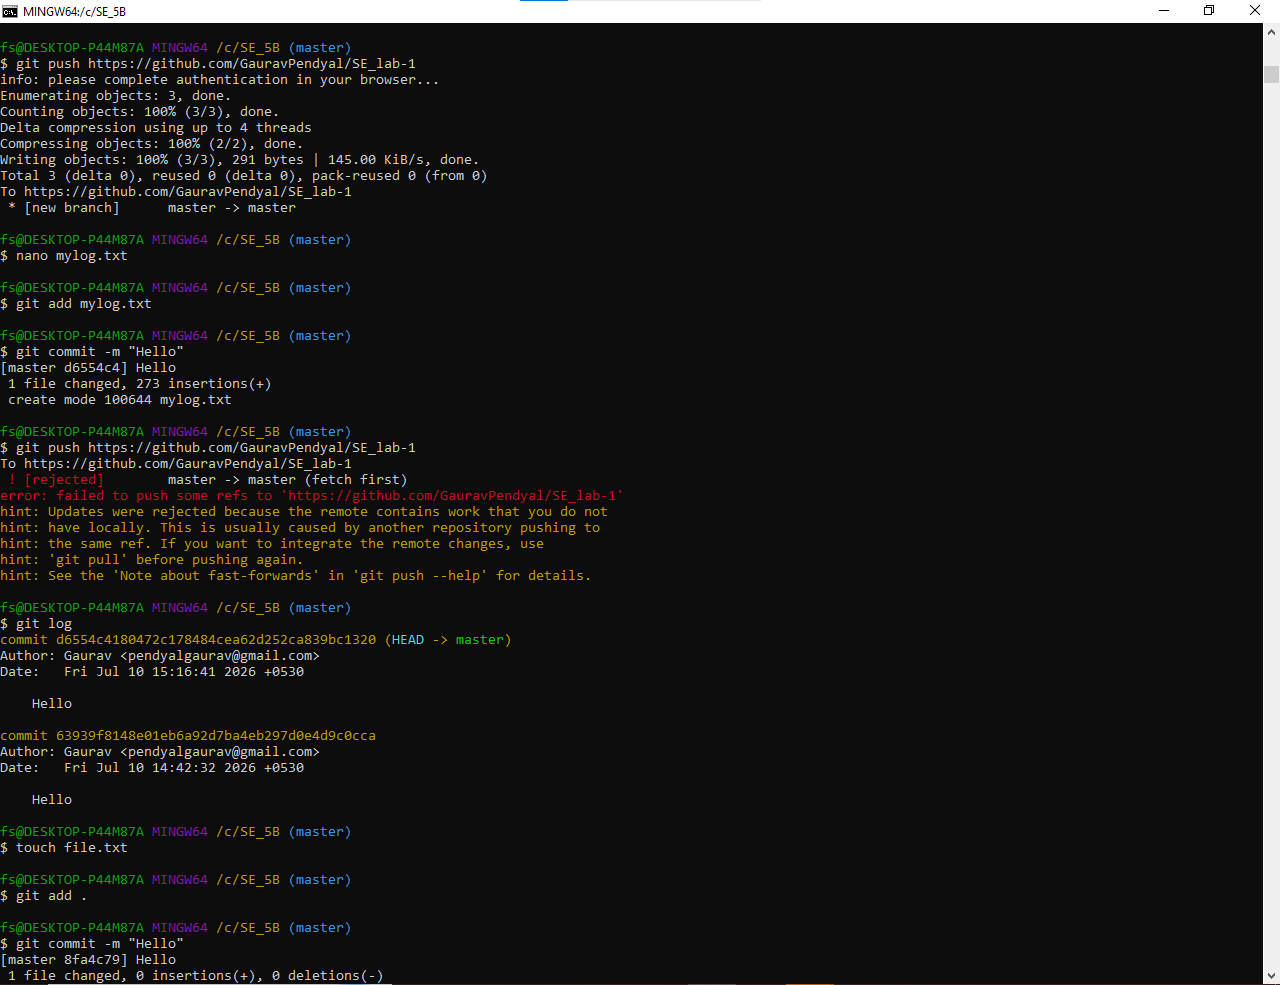 MINGW64:/c/SE_5B
fs@DESKTOP-P44M87A MINGW64 /c/SE_5B (master)
$ git push https://github.com/GauravPendyal/SE_lab-1
info: please complete authentication in your browser...
Enumerating objects: 3, done.
Counting objects: 100% (3/3), done.
Delta compression using up to 4 threads
Compressing objects: 100% (2/2), done.
Writing objects: 100% (3/3), 291 bytes | 145.00 KiB/s, done.
Total 3 (delta 0), reused 0 (delta 0), pack-reused 0 (from 0)
To https://github.com/GauravPendyal/SE_lab-1
 * [new branch]      master -> master
fs@DESKTOP-P44M87A MINGW64 /c/SE_5B (master)
$ nano mylog.txt
fs@DESKTOP-P44M87A MINGW64 /c/SE_5B (master)
$ git add mylog.txt
fs@DESKTOP-P44M87A MINGW64 /c/SE_5B (master)
$ git commit -m "Hello"
[master d6554c4] Hello
 1 file changed, 273 insertions(+)
 create mode 100644 mylog.txt
fs@DESKTOP-P44M87A MINGW64 /c/SE_5B (master)
$ git push https://github.com/GauravPendyal/SE_lab-1
To https://github.com/GauravPendyal/SE_lab-1
 ! [rejected]        master -> master (fetch first)
error: failed to push some refs to 'https://github.com/GauravPendyal/SE_lab-1'
hint: Updates were rejected because the remote contains work that you do not
hint: have locally. This is usually caused by another repository pushing to
hint: the same ref. If you want to integrate the remote changes, use
hint: 'git pull' before pushing again.
hint: See the 'Note about fast-forwards' in 'git push --help' for details.
fs@DESKTOP-P44M87A MINGW64 /c/SE_5B (master)
$ git log
commit d6554c4180472c178484cea62d252ca839bc1320 (HEAD -> master)
Author: Gaurav <pendyalgaurav@gmail.com>
Date:   Fri Jul 10 15:16:41 2026 +0530
    Hello
commit 63939f8148e01eb6a92d7ba4eb297d0e4d9c0cca
Author: Gaurav <pendyalgaurav@gmail.com>
Date:   Fri Jul 10 14:42:32 2026 +0530
    Hello
fs@DESKTOP-P44M87A MINGW64 /c/SE_5B (master)
$ touch file.txt
fs@DESKTOP-P44M87A MINGW64 /c/SE_5B (master)
$ git add .
fs@DESKTOP-P44M87A MINGW64 /c/SE_5B (master)
$ git commit -m "Hello"
[master 8fa4c79] Hello
 1 file changed, 0 insertions(+), 0 deletions(-)